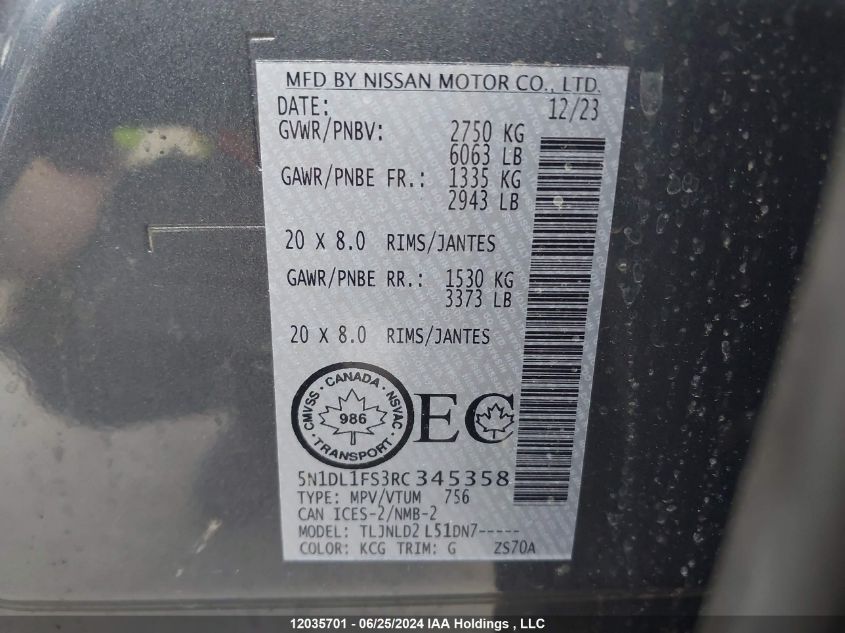 MFD BY NISSAN MOTOR CO., LTD.
DATE: 12/23
GVWR/PNBV: 2750 KG
6063 LB
GAWR/PNBE FR.: 1335 KG
2943 LB
20 X 8.0 RIMS/JANTES
GAWR/PNBE RR.: 1530 KG
3373 LB
20 X 8.0 RIMS/JANTES
CMVSS · CANADA · NSVAC
986
TRANSPORT
EC
5N1DL1FS3RC345358
TYPE: MPV/VTUM 756
CAN ICES-2/NMB-2
MODEL: TLJNLD2 L51DN7-----
COLOR: KCG TRIM: G ZS70A
12035701 - 06/25/2024 IAA Holdings , LLC